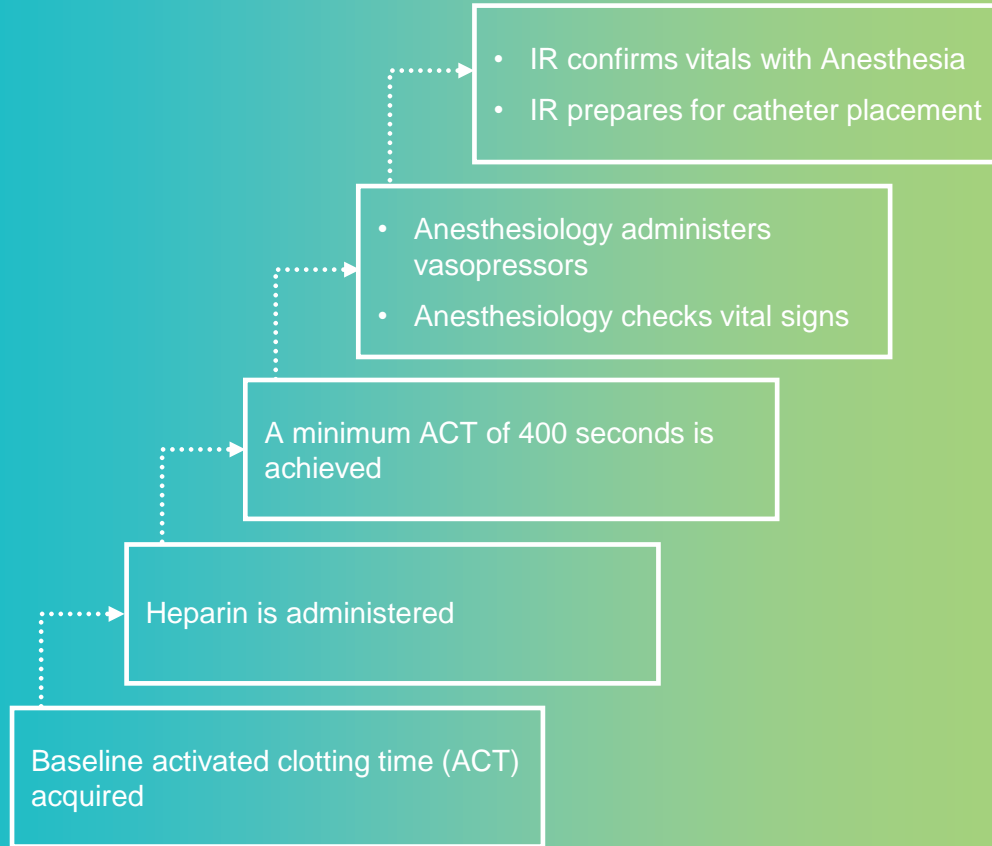 • IR confirms vitals with Anesthesia
• IR prepares for catheter placement
• Anesthesiology administers
vasopressors
• Anesthesiology checks vital signs
A minimum ACT of 400 seconds is
achieved
Heparin is administered
Baseline activated clotting time (ACT)
acquired